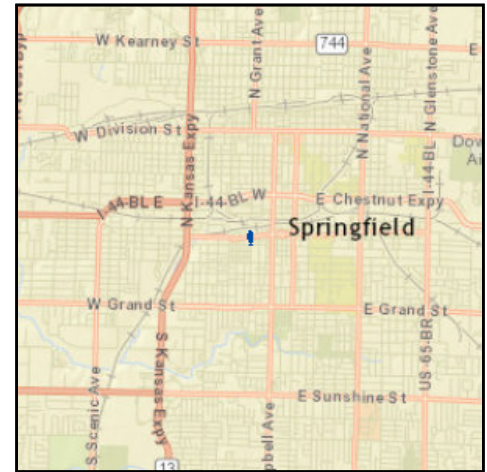 W Kearney St
744
E
N Grant Ave
N National Ave
N Glenstone Ave
W Division St
N Kansas Expy
I-44-BL
I-44-BL E
I-44-BL W
E Chestnut Expy
Springfield
W Grand St
E Grand St
S Kansas Expy
US-65-BR
S Scenic Ave
E Sunshine St
13